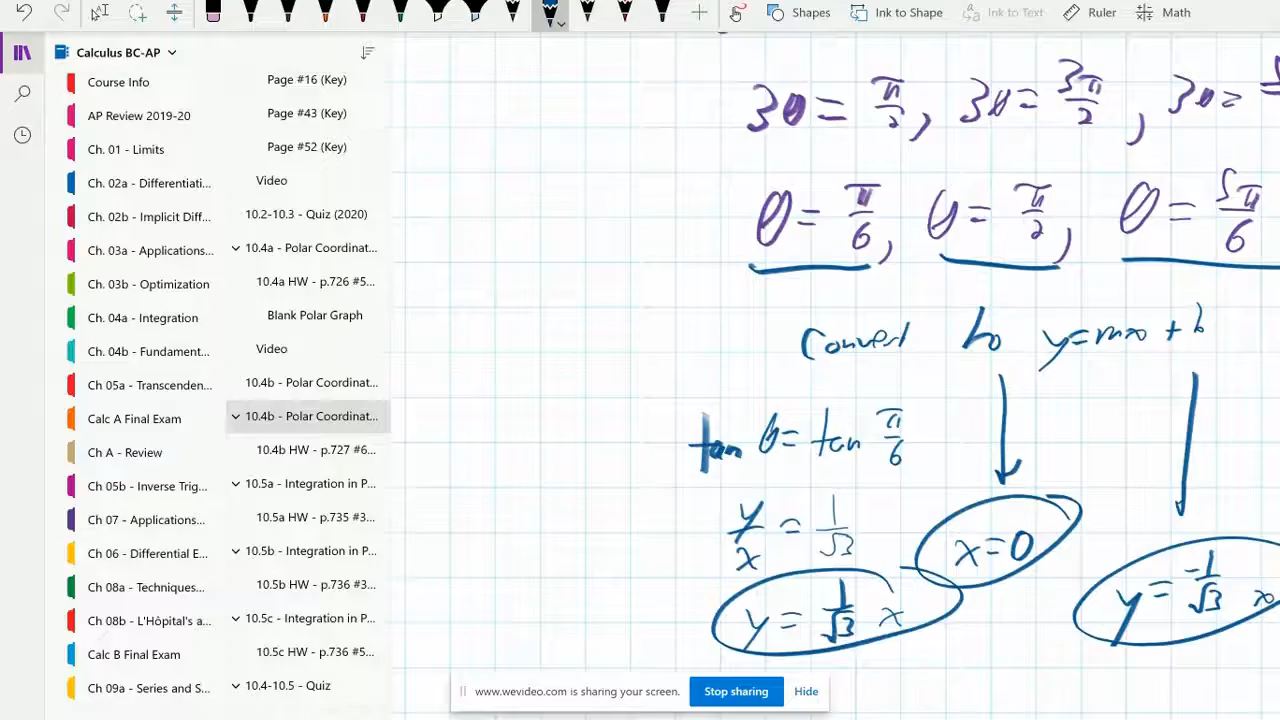 Shapes Ink to Shape Ink to Text Ruler Math
Calculus BC-AP
Course Info
AP Review 2019-20
Ch. 01 - Limits
Ch. 02a - Differentiati...
Ch. 02b - Implicit Diff...
Ch. 03a - Applications...
Ch. 03b - Optimization
Ch. 04a - Integration
Ch. 04b - Fundament...
Ch 05a - Transcenden...
Calc A Final Exam
Ch A - Review
Ch 05b - Inverse Trig...
Ch 07 - Applications...
Ch 06 - Differential E...
Ch 08a - Techniques...
Ch 08b - L'Hôpital's a...
Calc B Final Exam
Ch 09a - Series and S...
Page #16 (Key)
Page #43 (Key)
Page #52 (Key)
Video
10.2-10.3 - Quiz (2020)
10.4a - Polar Coordinat...
10.4a HW - p.726 #5...
Blank Polar Graph
Video
10.4b - Polar Coordinat...
10.4b - Polar Coordinat...
10.4b HW - p.727 #6...
10.5a - Integration in P...
10.5a HW - p.735 #3...
10.5b - Integration in P...
10.5b HW - p.736 #3...
10.5c - Integration in P...
10.5c HW - p.736 #5...
10.4-10.5 - Quiz
3θ = π/2, 3θ = 3π/2, 3θ =
θ = π/6, θ = π/2, θ = 5π/6
Convert to y=mx + b
tan θ = tan π/6
y/x = 1/√3
x = 0
y = 1/√3 x
y = -1/√3 x
www.wevideo.com is sharing your screen. Stop sharing Hide